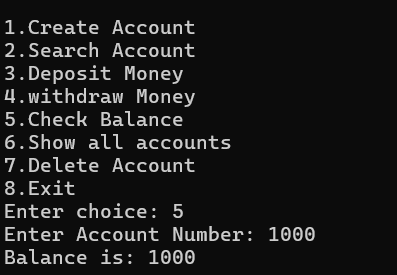 1.Create Account
2.Search Account
3.Deposit Money
4.withdraw Money
5.Check Balance
6.Show all accounts
7.Delete Account
8.Exit
Enter choice: 5
Enter Account Number: 1000
Balance is: 1000